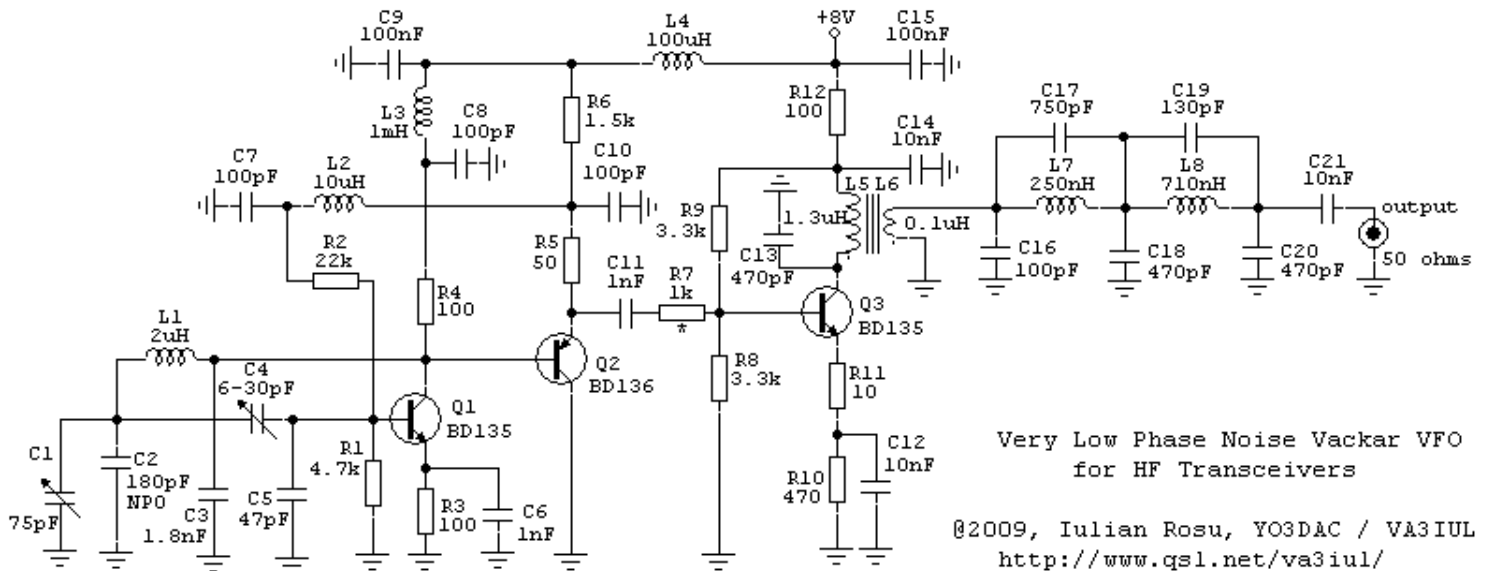 C9
100nF
L4
100uH
+8V
C15
100nF
L3
1mH
C8
100pF
R6
1.5k
R12
100
C14
10nF
C17
750pF
C19
130pF
C7
100pF
L2
10uH
C10
100pF
R9
3.3k
L5 L6
1.3uH
0.1uH
C13
470pF
L7
250nH
L8
710nH
C21
10nF
output
50 ohms
R2
22k
R5
50
C11
1nF
R7
1k
*
C16
100pF
C18
470pF
C20
470pF
R4
100
Q3
BD135
L1
2uH
C4
6-30pF
Q2
BD136
R8
3.3k
R11
10
Q1
BD135
C1
75pF
C2
180pF
NP0
C3
1.8nF
C5
47pF
R1
4.7k
R3
100
C6
1nF
R10
470
C12
10nF
Very Low Phase Noise Vackar VFO
for HF Transceivers
@2009, Iulian Rosu, YO3DAC / VA3IUL
http://www.qsl.net/va3iul/